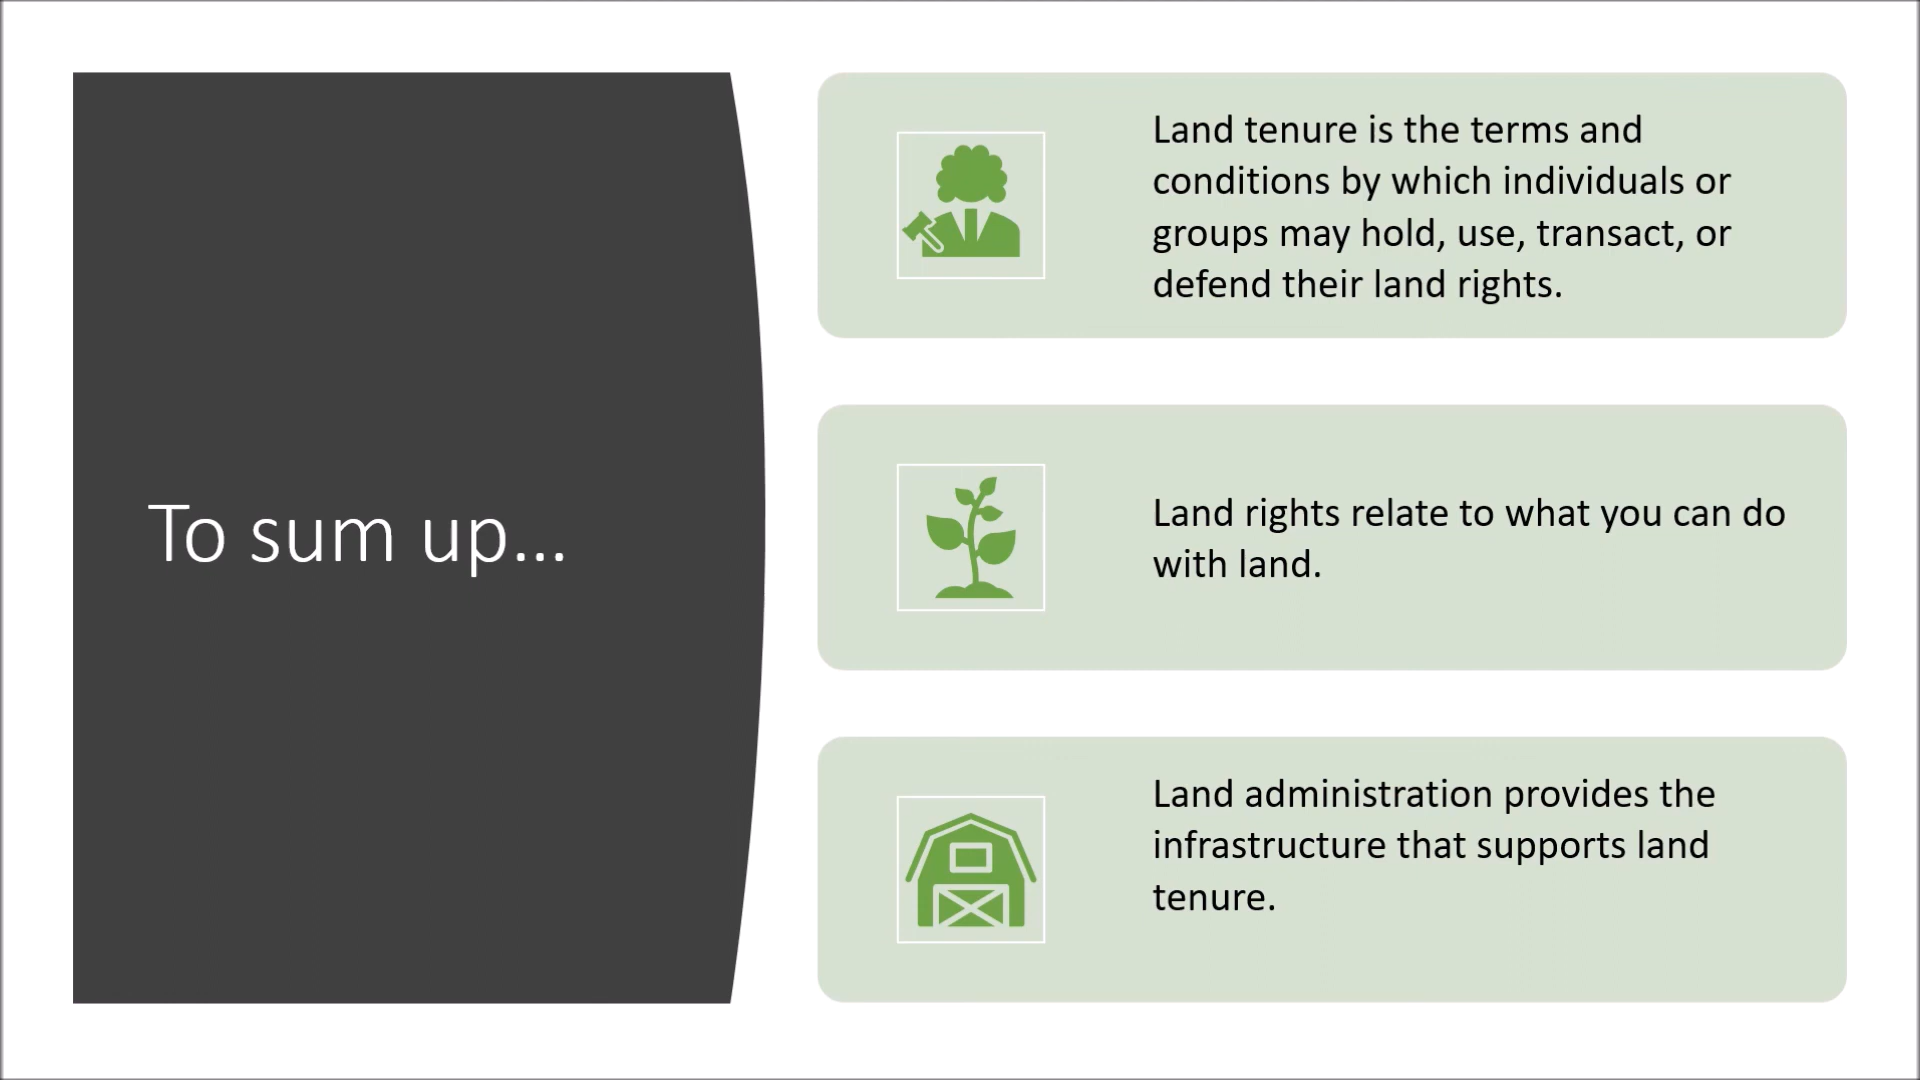 To sum up...
Land tenure is the terms and
conditions by which individuals or
groups may hold, use, transact, or
defend their land rights.
Land rights relate to what you can do
with land.
Land administration provides the
infrastructure that supports land
tenure.